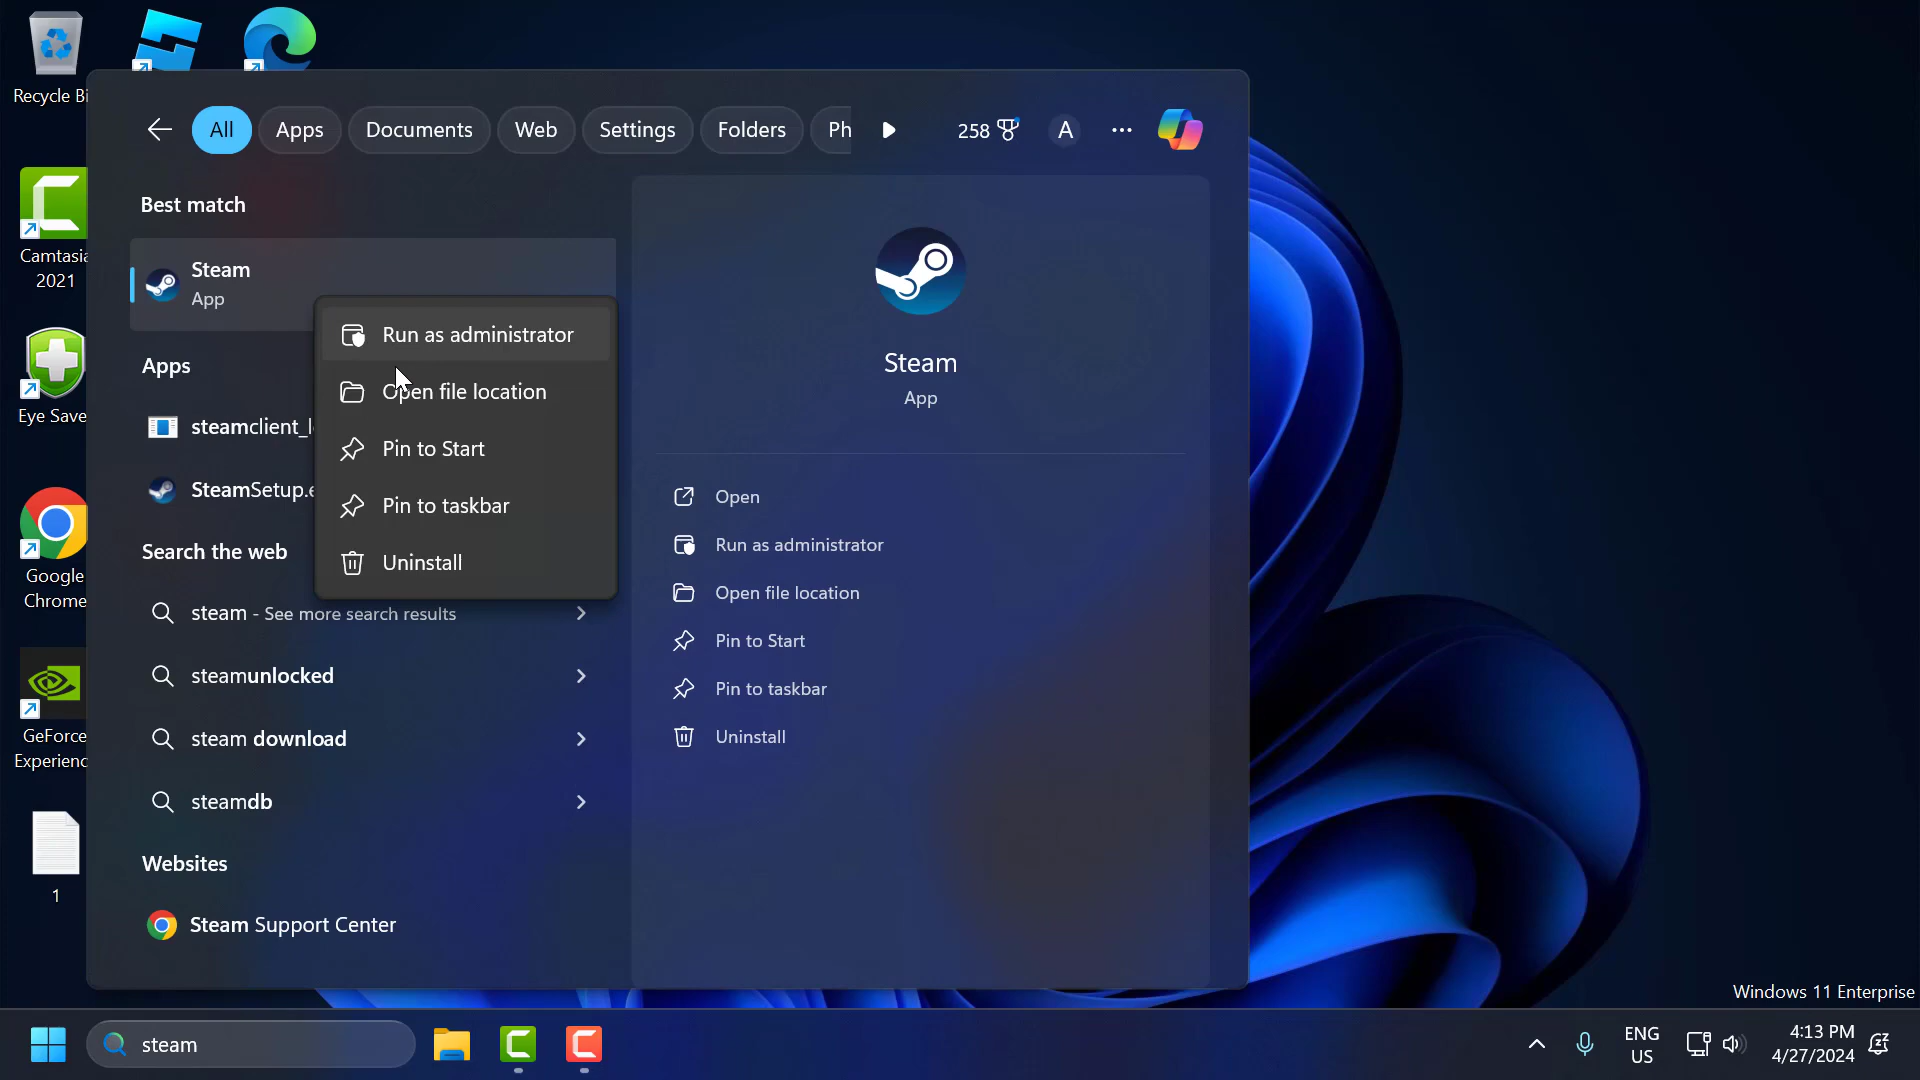 Recycle Bi
All
Apps
Documents
Web
Settings
Folders
Ph
258
A
Best match
Steam
App
Run as administrator
Open file location
Pin to Start
Pin to taskbar
Uninstall
Apps
steamclient_l
SteamSetup.e
Search the web
steam - See more search results
steamunlocked
steam download
steamdb
Websites
Steam Support Center
Steam
App
Open
Run as administrator
Open file location
Pin to Start
Pin to taskbar
Uninstall
Camtasia
2021
Eye Save
Google
Chrome
GeForce
Experienc
1
Windows 11 Enterprise
steam
ENG
US
4:13 PM
4/27/2024